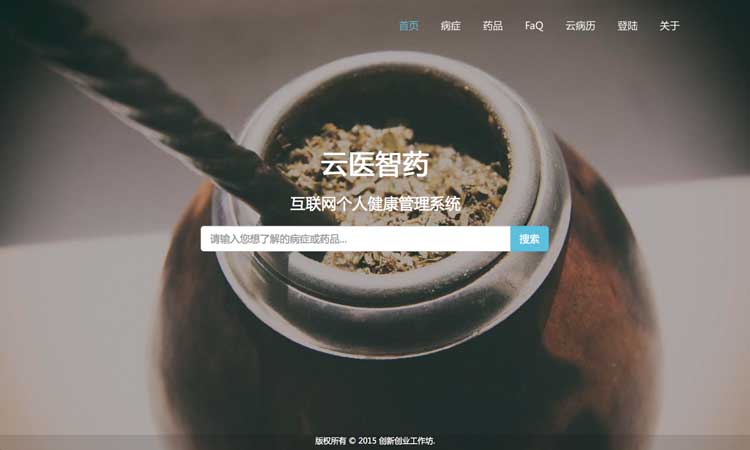 首页 病症 药品 FaQ 云病历 登陆 关于
云医智药
互联网个人健康管理系统
请输入您想了解的病症或药品... 搜索
版权所有 © 2015 创新创业工作坊.